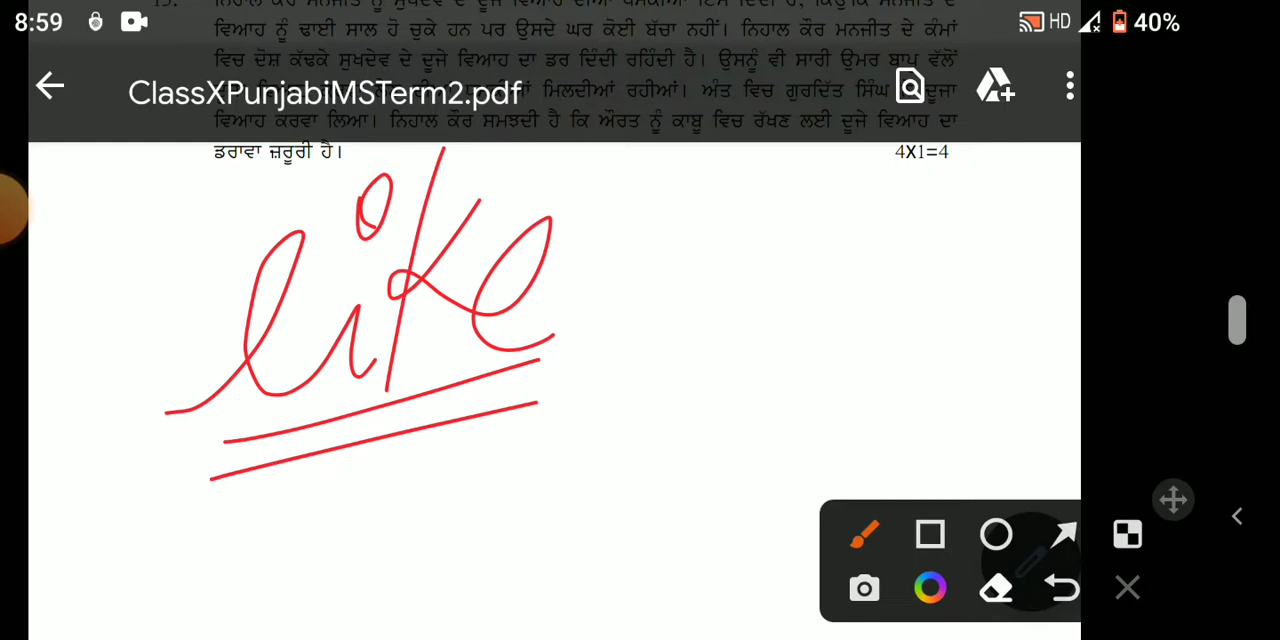 8:59 HD 40%
ਵਿਆਹ ਨੂੰ ਢਾਈ ਸਾਲ ਹੋ ਚੁਕੇ ਹਨ ਪਰ ਉਸਦੇ ਘਰ ਕੋਈ ਬੱਚਾ ਨਹੀਂ। ਨਿਹਾਲ ਕੌਰ ਮਨਜੀਤ ਦੇ ਕੰਮਾਂ
ਵਿਚ ਦੋਸ਼ ਕੱਢਕੇ ਸੁਖਦੇਵ ਦੇ ਦੂਜੇ ਵਿਆਹ ਦਾ ਡਰ ਦਿੰਦੀ ਰਹਿੰਦੀ ਹੈ। ਉਸਨੂੰ ਵੀ ਸਾਰੀ ਉਮਰ ਬਾਪ ਵੱਲੋਂ
ClassXPunjabiMSTerm2.pdf
ਮਿਲਦੀਆਂ ਰਹੀਆਂ। ਅੰਤ ਵਿਚ ਗੁਰਦਿੱਤ ਸਿੰਘ ਦੂਜਾ
ਵਿਆਹ ਕਰਵਾ ਲਿਆ। ਨਿਹਾਲ ਕੌਰ ਸਮਝਦੀ ਹੈ ਕਿ ਔਰਤ ਨੂੰ ਕਾਬੂ ਵਿਚ ਰੱਖਣ ਲਈ ਦੂਜੇ ਵਿਆਹ ਦਾ
ਡਰਾਵਾ ਜ਼ਰੂਰੀ ਹੈ। 4X1=4
like